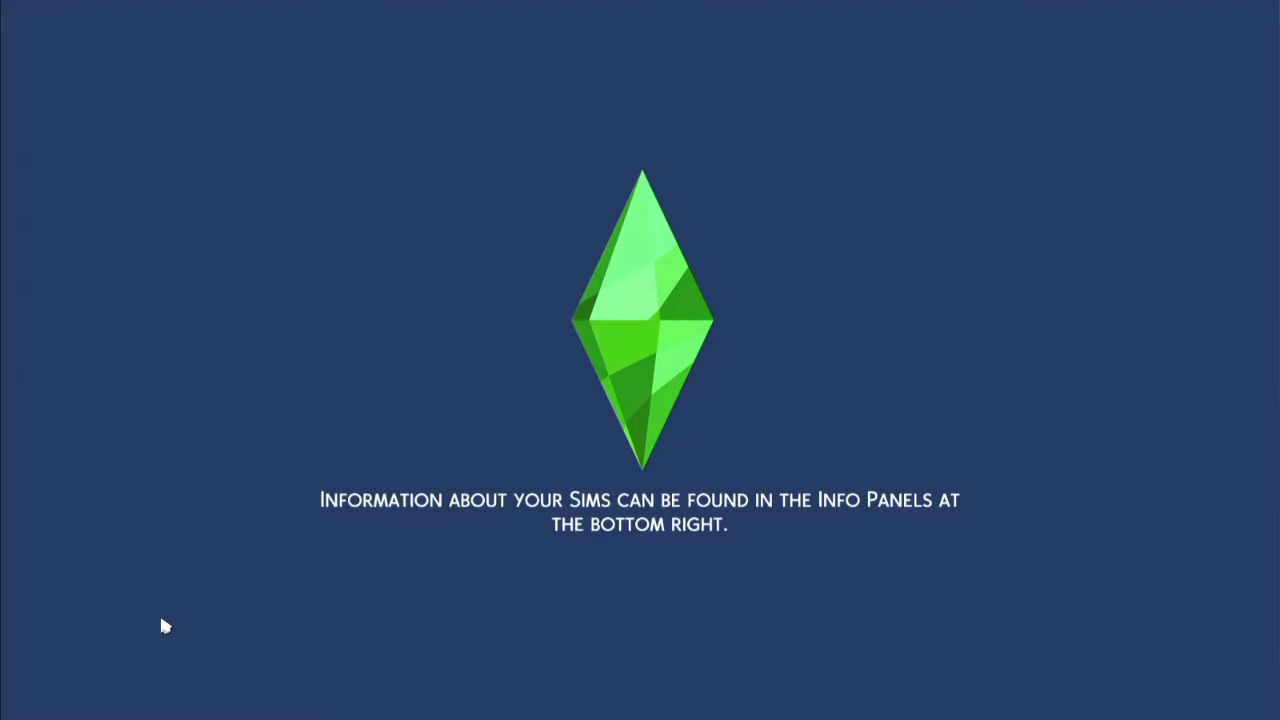 Information about your Sims can be found in the Info Panels at
the bottom right.